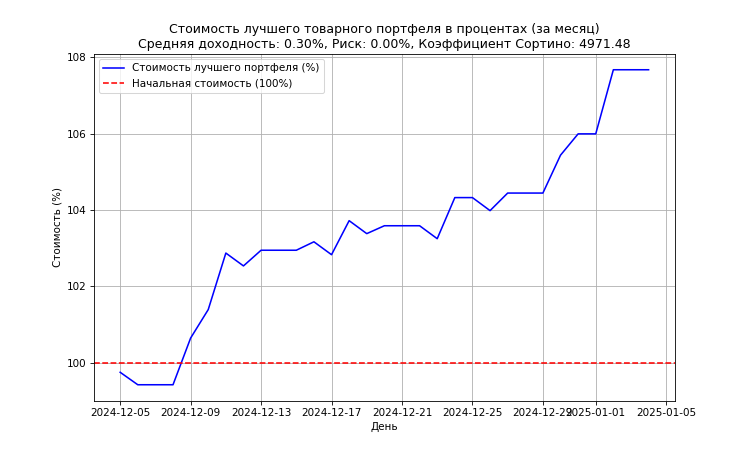 Стоимость лучшего товарного портфеля в процентах (за месяц)
Средняя доходность: 0.30%, Риск: 0.00%, Коэффициент Сортино: 4971.48
Стоимость лучшего портфеля (%)
Начальная стоимость (100%)
Стоимость (%)
108
106
104
102
100
2024-12-05 2024-12-09 2024-12-13 2024-12-17 2024-12-21 2024-12-25 2024-12-29 2025-01-01 2025-01-05
День